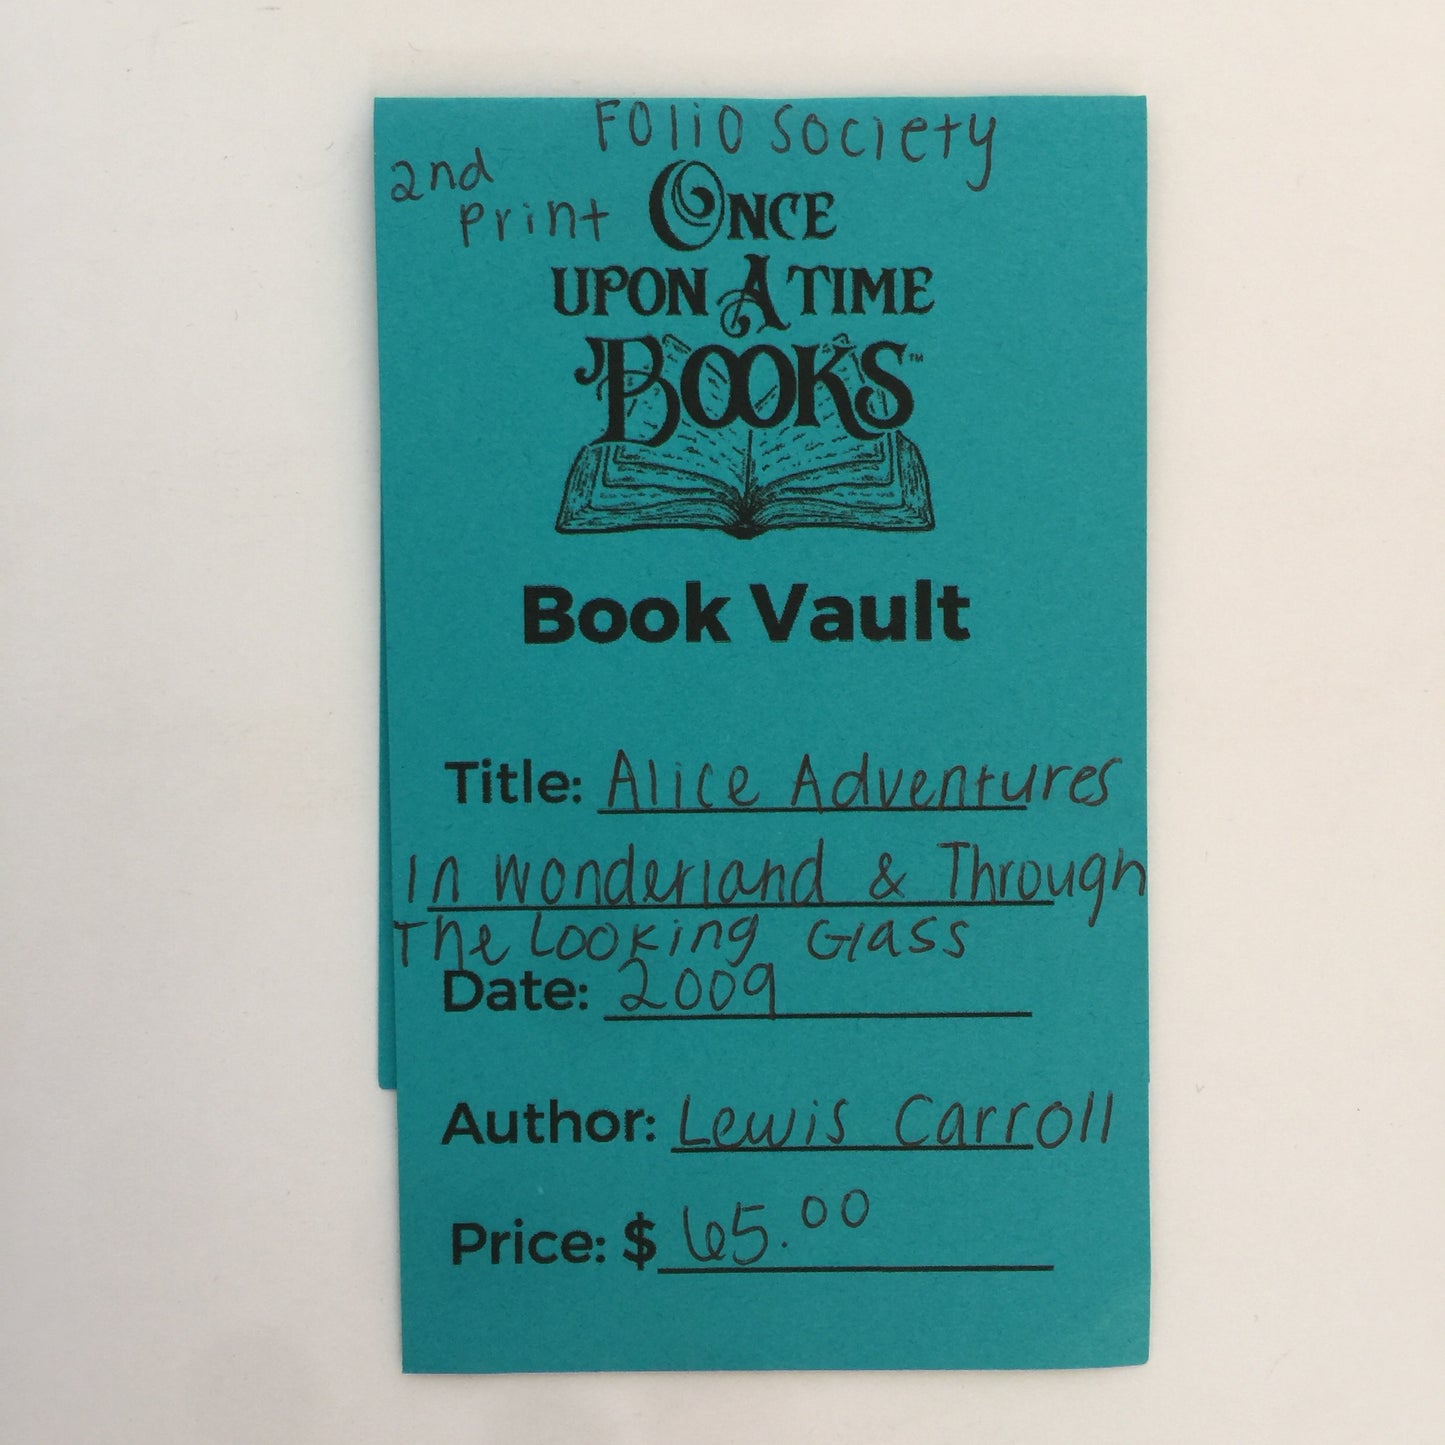 Folio Society
2nd
Print
ONCE
UPON A TIME
BOOKS™
Book Vault
Title: Alice Adventures
In Wonderland & Through
The Looking Glass
Date: 2009
Author: Lewis Carroll
Price: $ 65.00